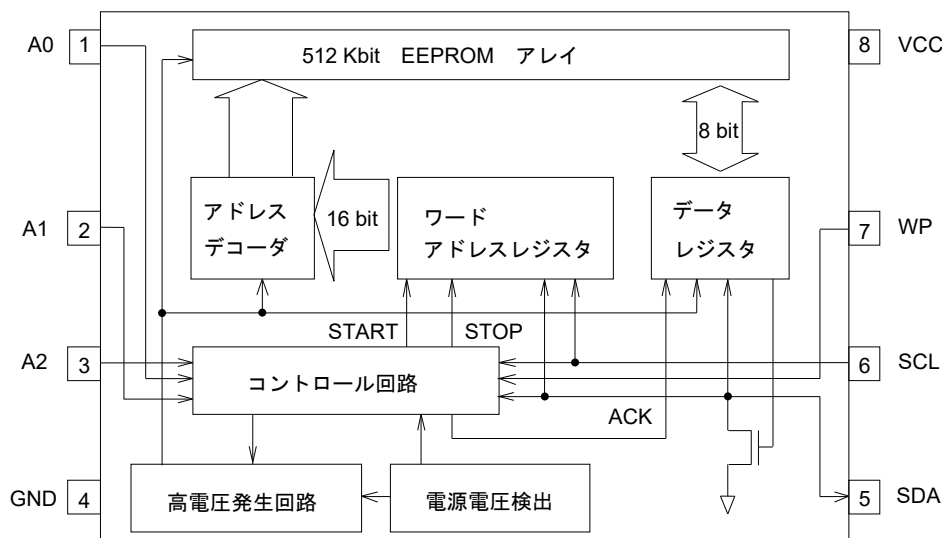 A0
1
512 Kbit EEPROM アレイ
8
VCC
8 bit
A1
2
アドレス
デコーダ
16 bit
ワード
アドレスレジスタ
データ
レジスタ
7
WP
START
STOP
A2
3
コントロール回路
6
SCL
ACK
GND
4
高電圧発生回路
電源電圧検出
5
SDA